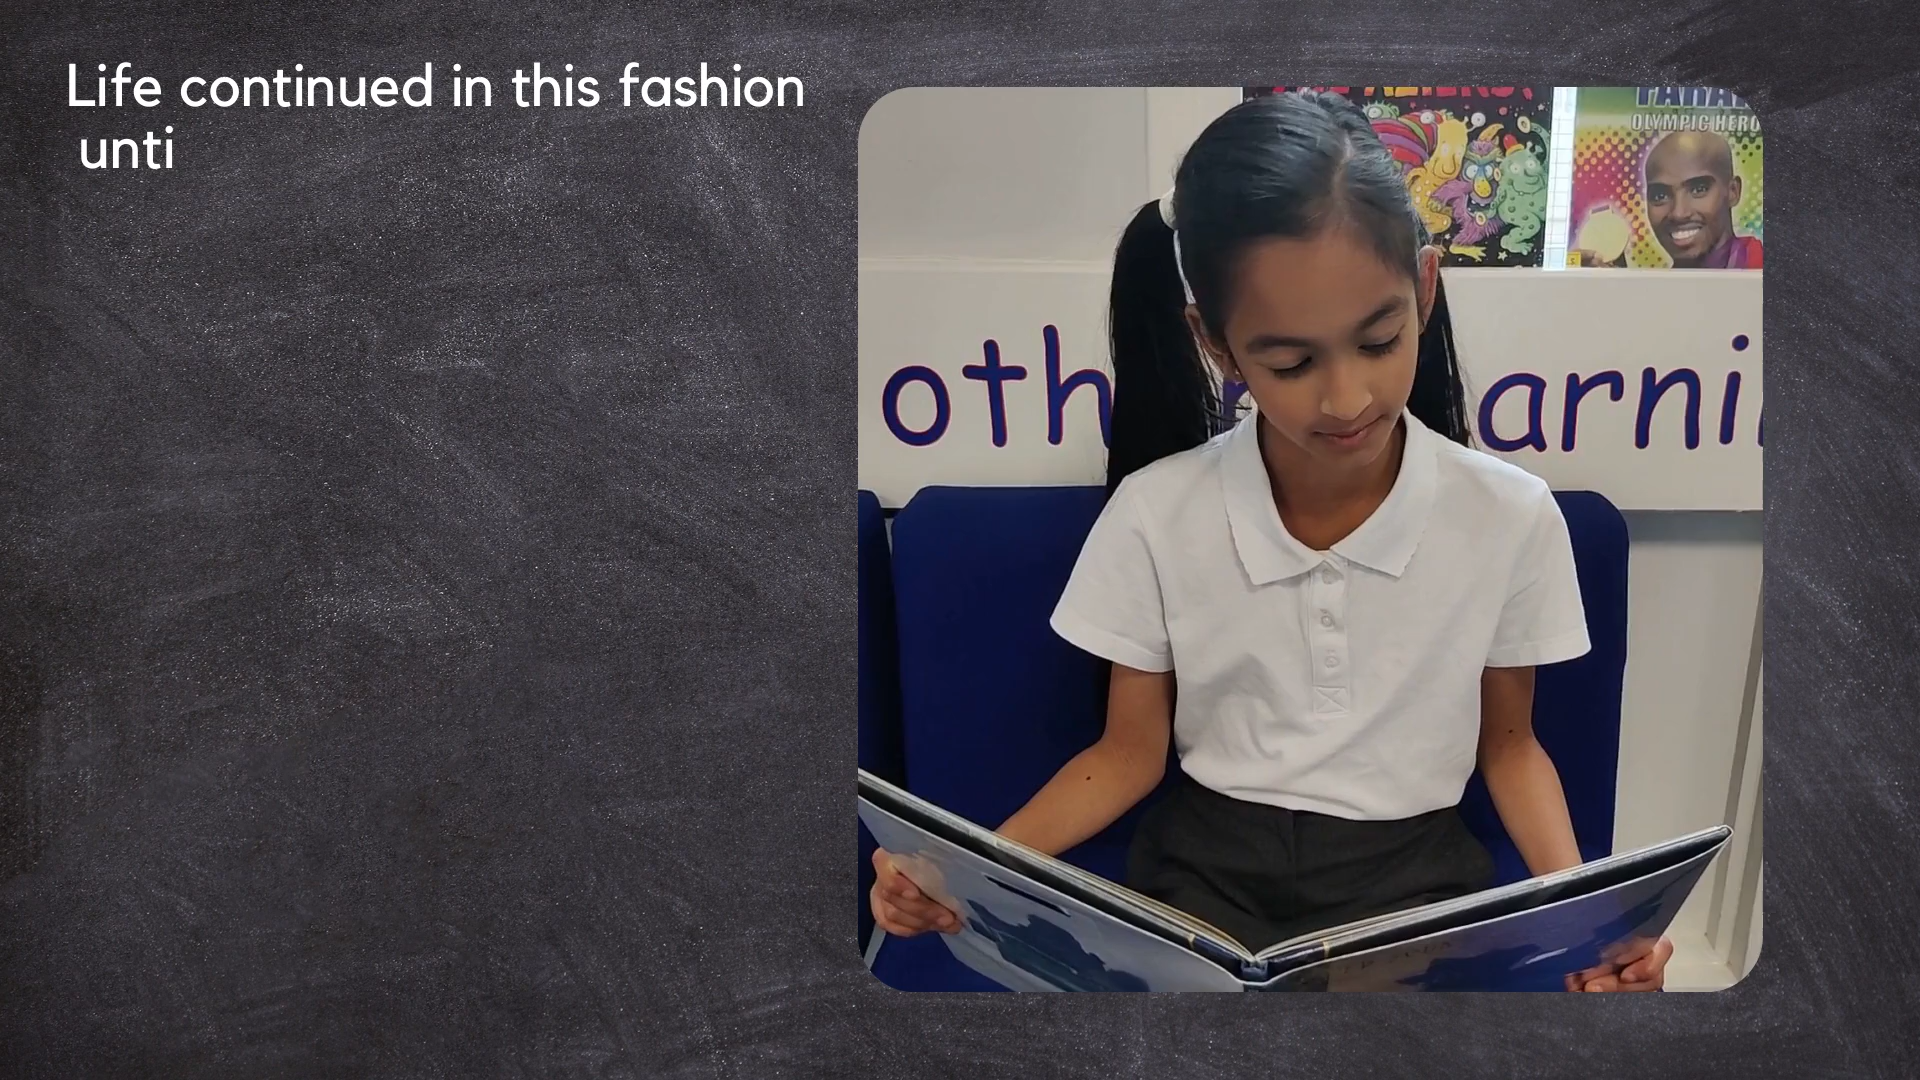 Life continued in this fashion
unti
OLYMPIC HERO
oth
arni